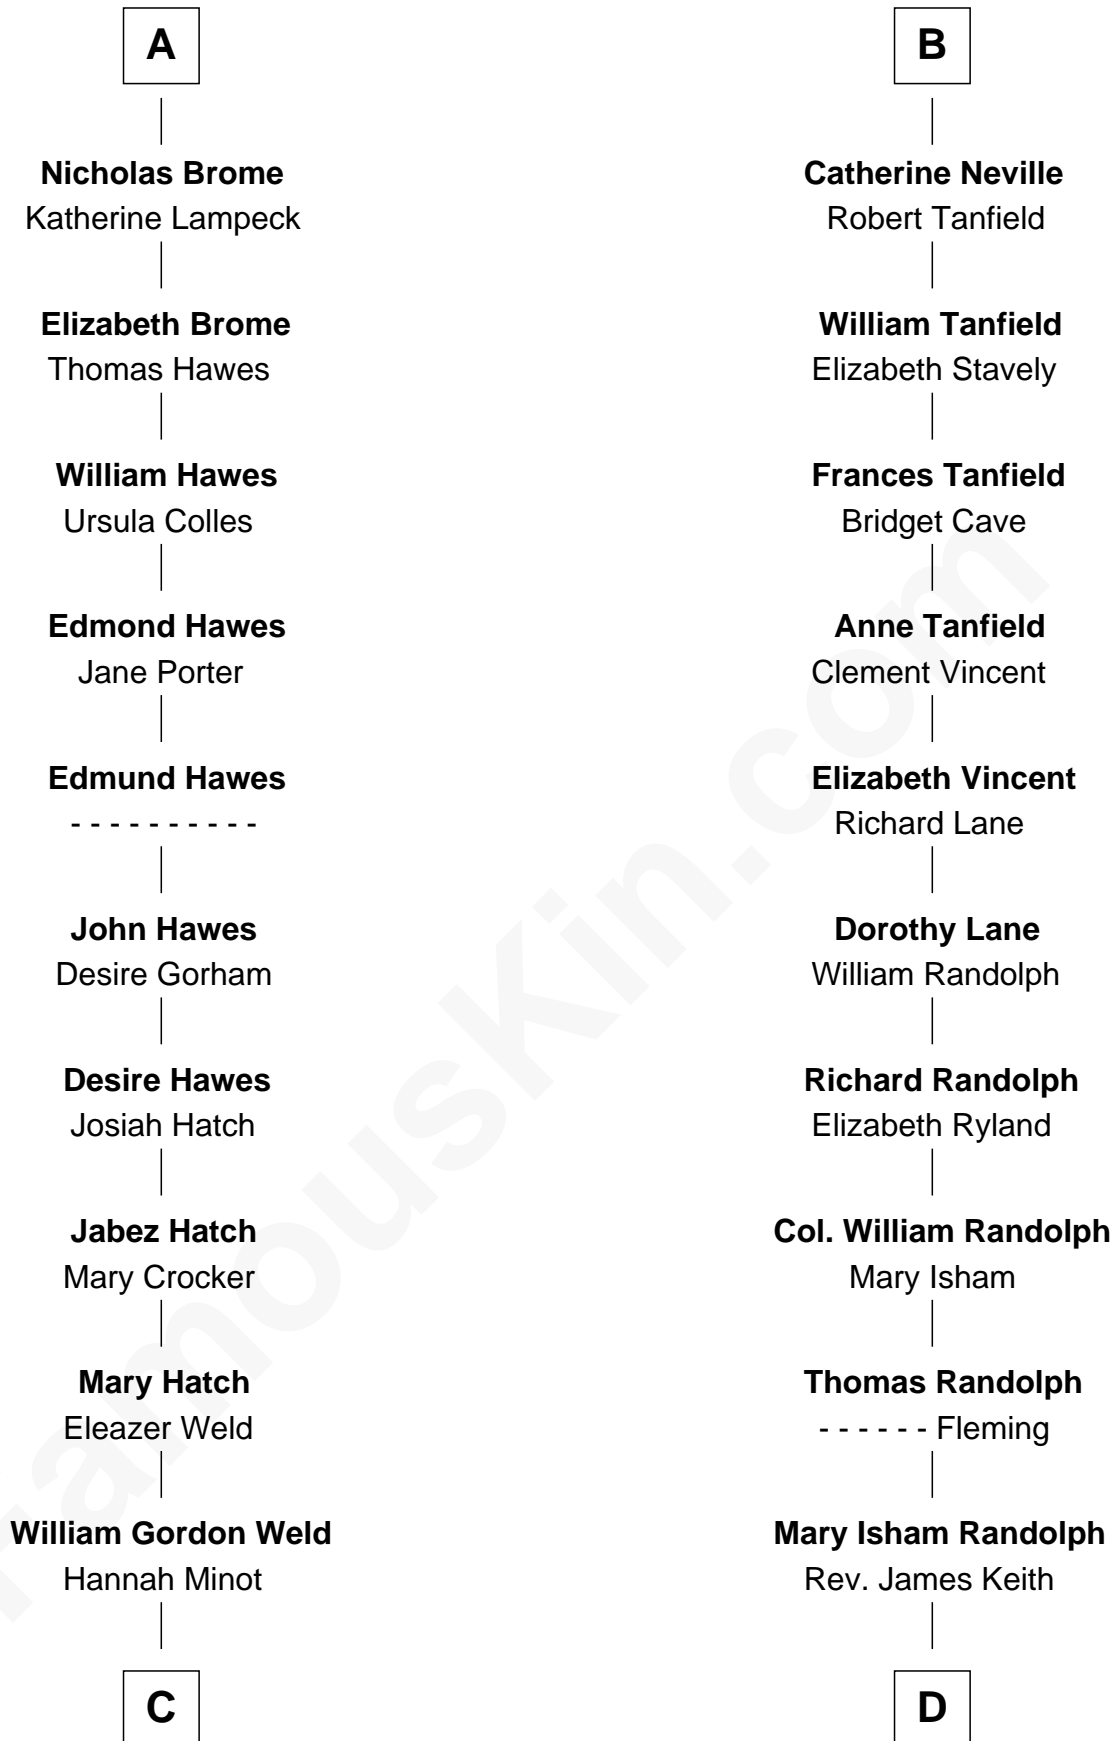 A
Nicholas Brome
Katherine Lampeck
Elizabeth Brome
Thomas Hawes
William Hawes
Ursula Colles
Edmond Hawes
Jane Porter
Edmund Hawes
- - - - - - - - - -
John Hawes
Desire Gorham
Desire Hawes
Josiah Hatch
Jabez Hatch
Mary Crocker
Mary Hatch
Eleazer Weld
William Gordon Weld
Hannah Minot
C
B
Catherine Neville
Robert Tanfield
William Tanfield
Elizabeth Stavely
Frances Tanfield
Bridget Cave
Anne Tanfield
Clement Vincent
Elizabeth Vincent
Richard Lane
Dorothy Lane
William Randolph
Richard Randolph
Elizabeth Ryland
Col. William Randolph
Mary Isham
Thomas Randolph
- - - - - - Fleming
Mary Isham Randolph
Rev. James Keith
D
FamousKin.com